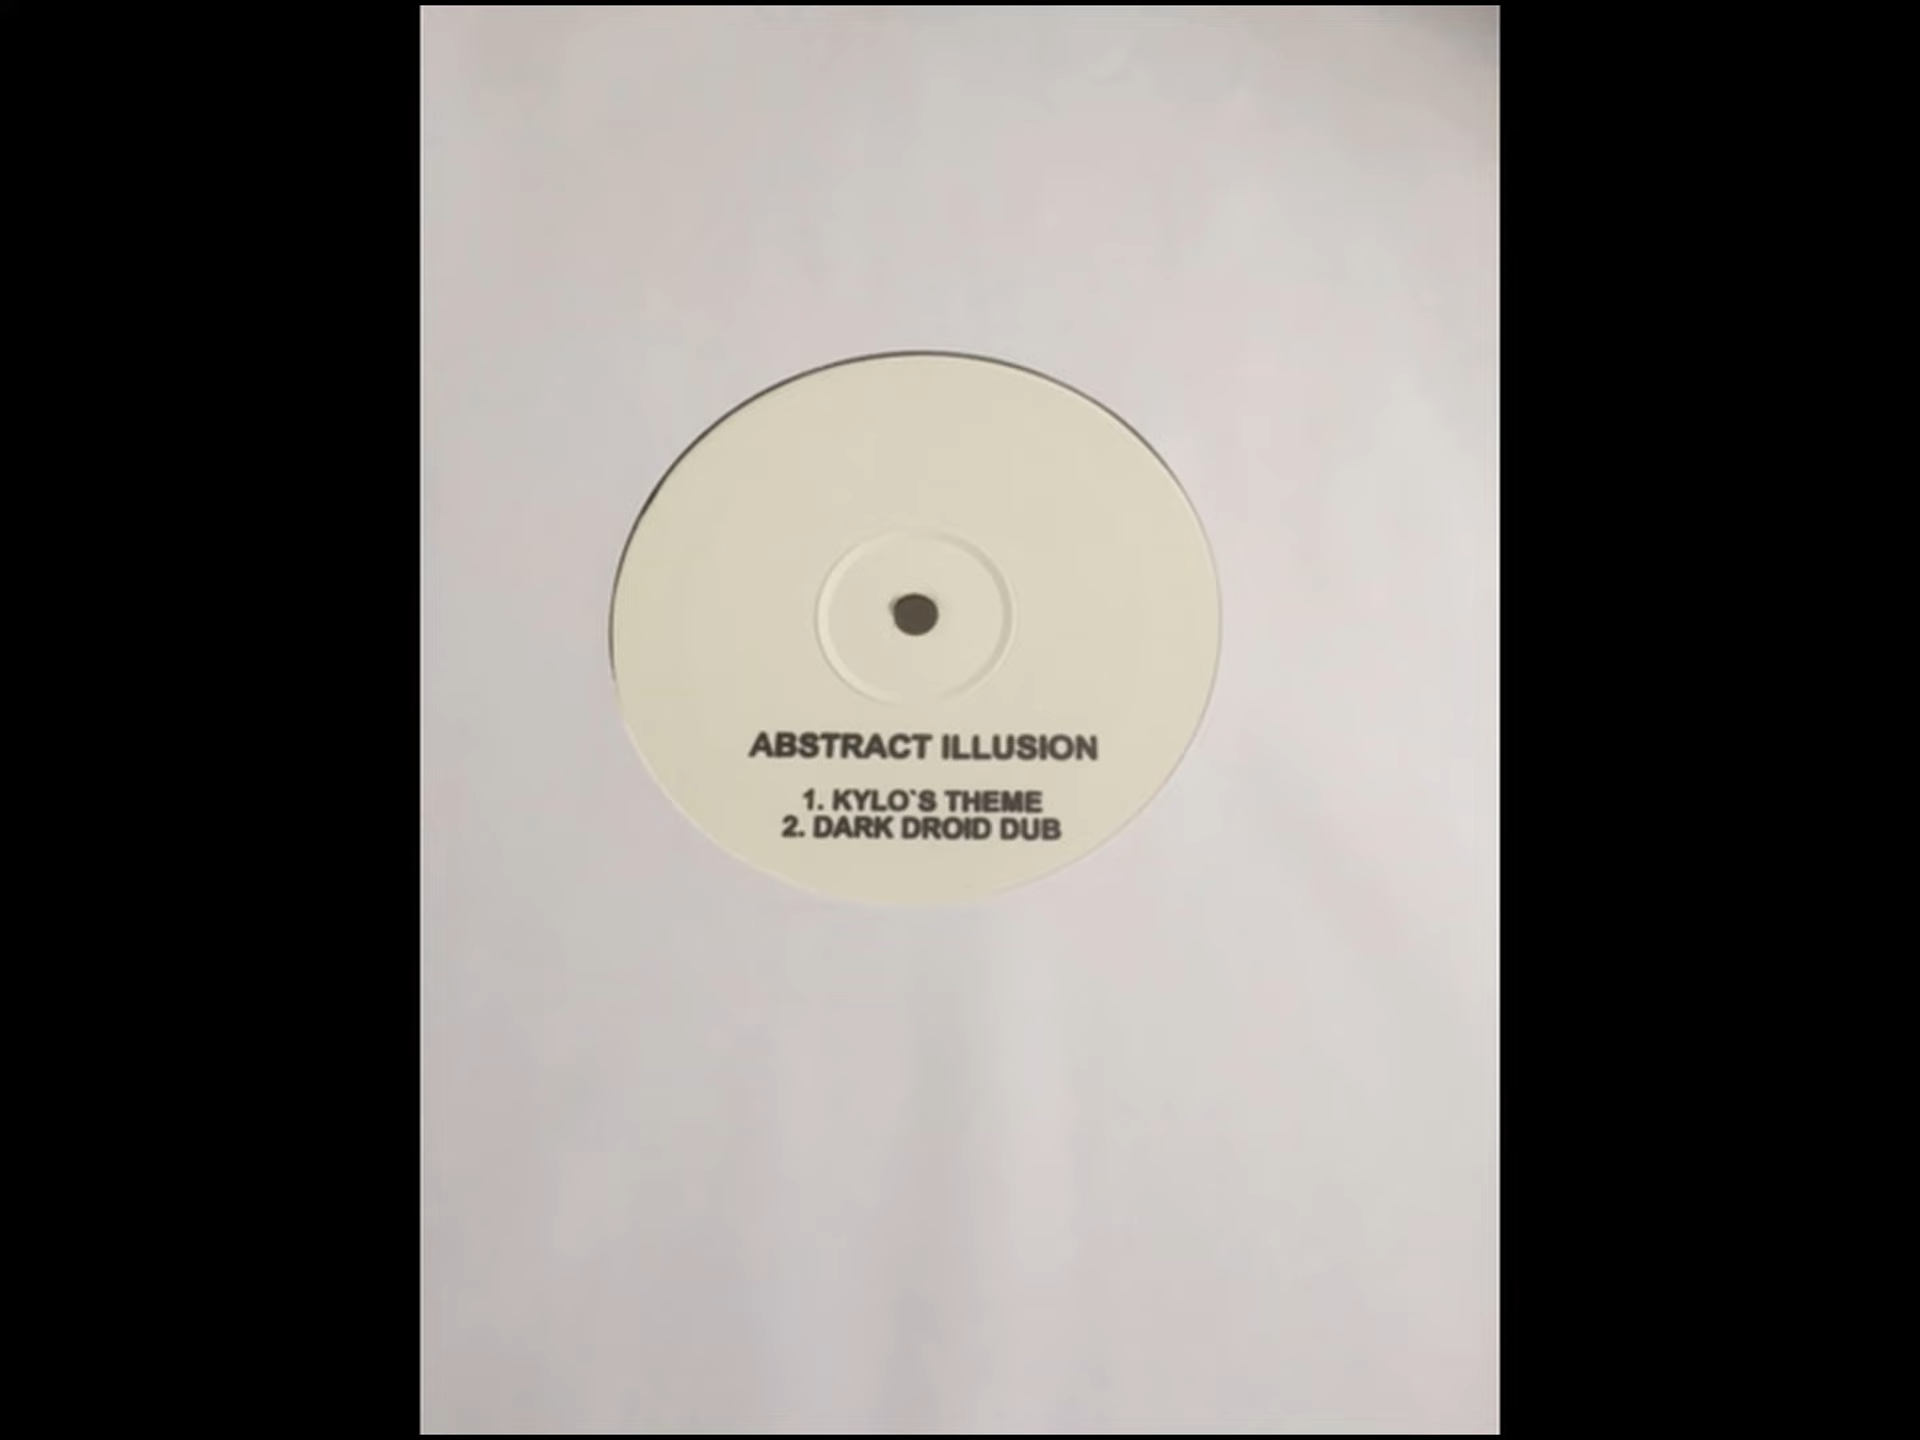 ABSTRACT ILLUSION
1. KYLO`S THEME
2. DARK DROID DUB